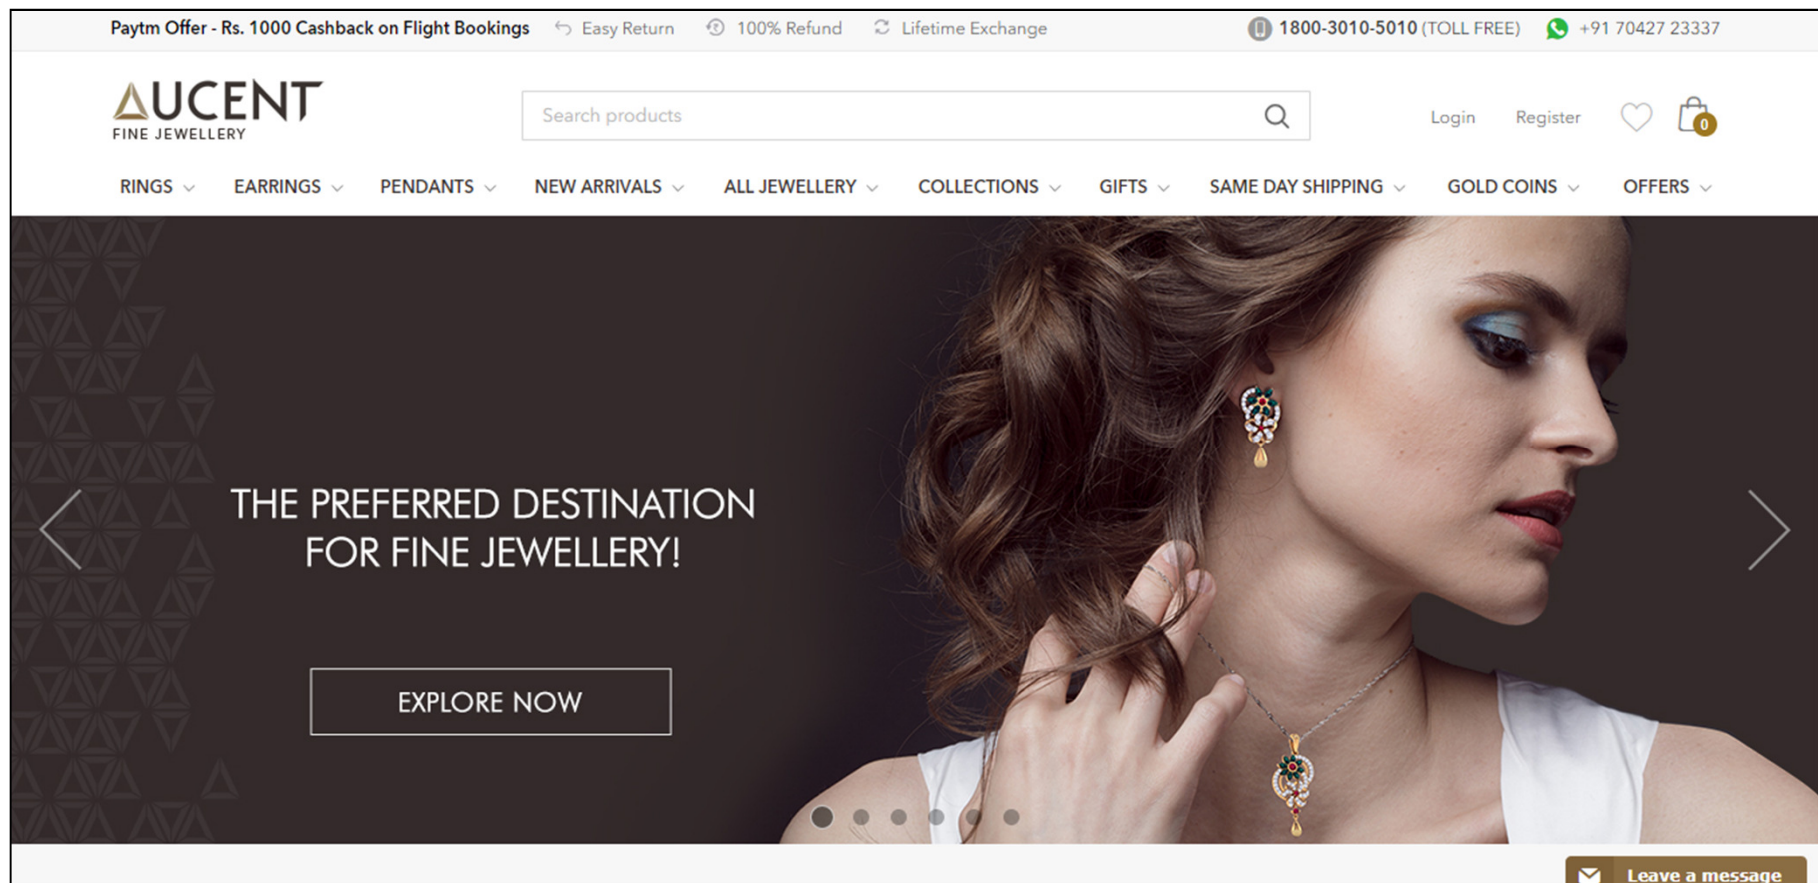 Paytm Offer - Rs. 1000 Cashback on Flight Bookings Easy Return 100% Refund Lifetime Exchange 1800-3010-5010 (TOLL FREE) +91 70427 23337
AUCENT
FINE JEWELLERY
Search products
Login Register 0
RINGS EARRINGS PENDANTS NEW ARRIVALS ALL JEWELLERY COLLECTIONS GIFTS SAME DAY SHIPPING GOLD COINS OFFERS
THE PREFERRED DESTINATION
FOR FINE JEWELLERY!
EXPLORE NOW
Leave a message